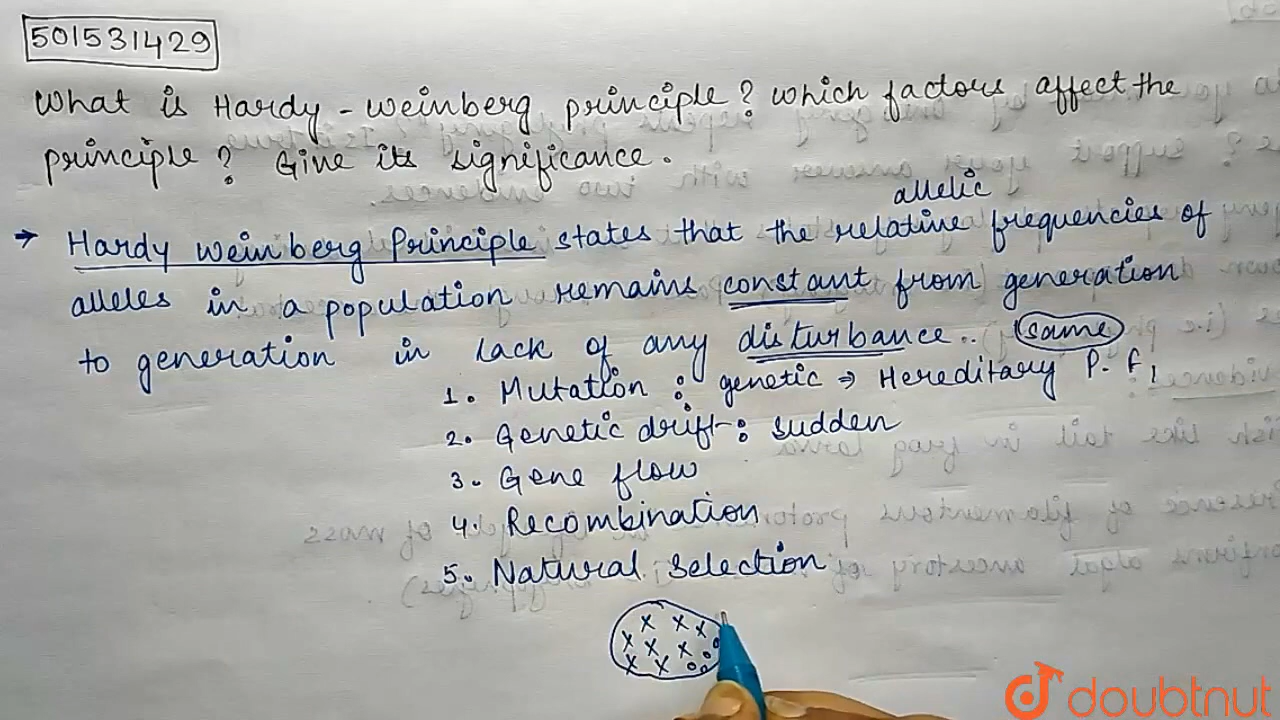 501531429
What is Hardy - Weinberg principle? Which factors affect the
principle? Give its significance.
allelic
→ Hardy Weinberg Principle states that the relative frequencies of
alleles in a population remains constant from generation
to generation in lack of any disturbance.. (same)
1. Mutation : genetic ⇒ Hereditary P. F1
2. Genetic drift : sudden
3. Gene flow
4. Recombination
5. Natural selection
doubtnut